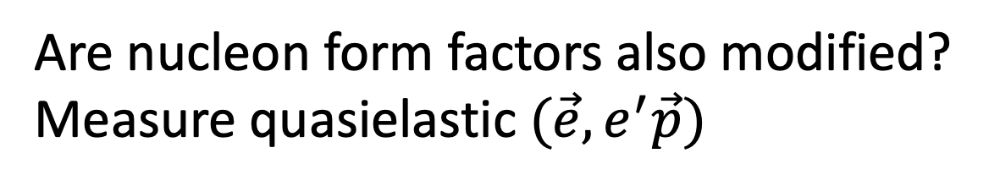 Are nucleon form factors also modified?
Measure quasielastic (e⃗, e′p⃗)